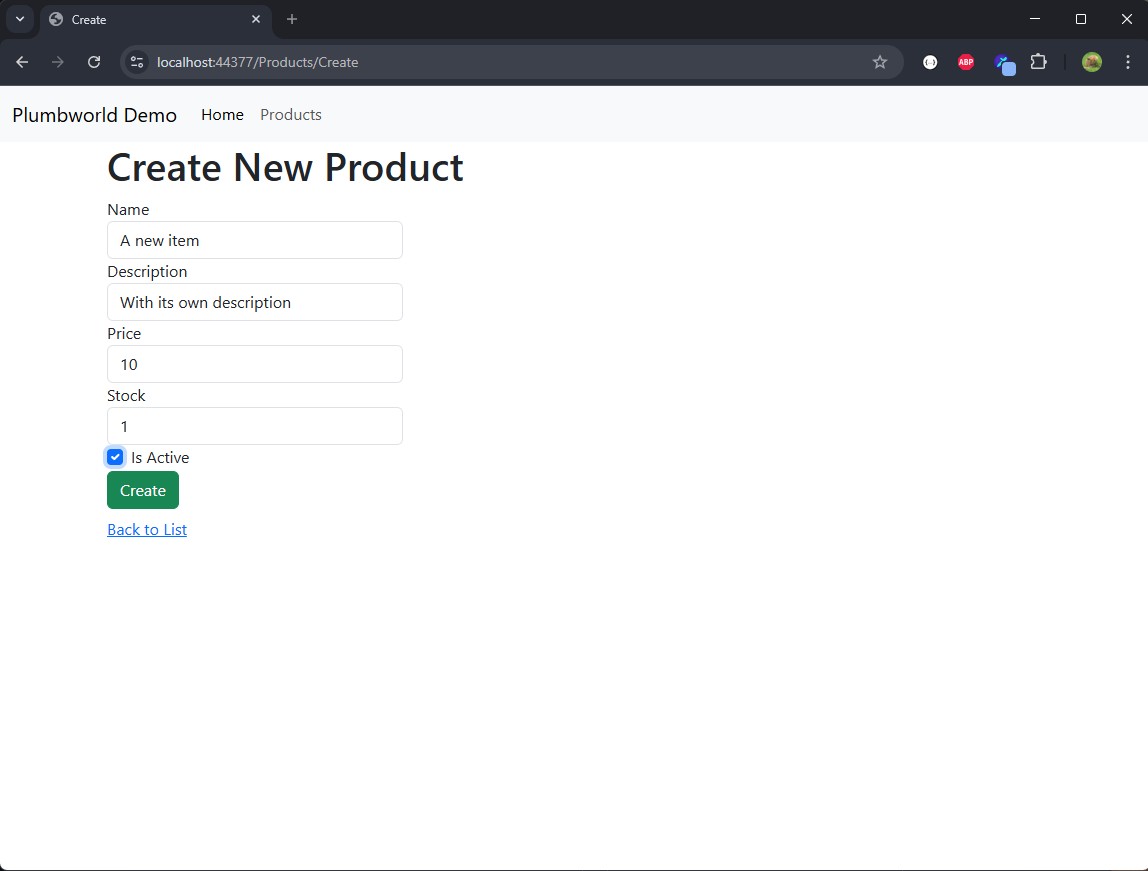 Create
localhost:44377/Products/Create
ABP
Plumbworld Demo Home Products
Create New Product
Name
A new item
Description
With its own description
Price
10
Stock
1
Is Active
Create
Back to List